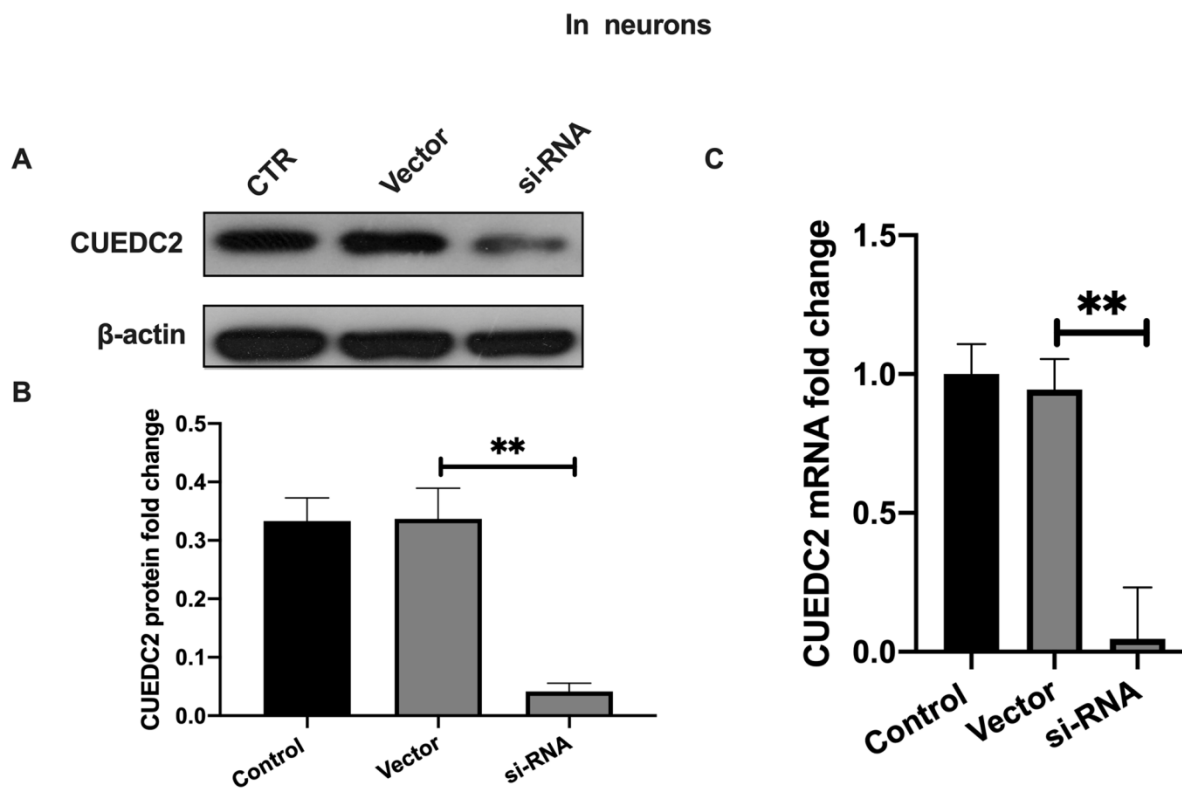 In neurons
A
CTR
Vector
si-RNA
CUEDC2
β-actin
B
CUEDC2 protein fold change
0.5
0.4
0.3
0.2
0.1
0.0
**
Control
Vector
si-RNA
C
CUEDC2 mRNA fold change
1.5
1.0
0.5
0.0
**
Control
Vector
si-RNA